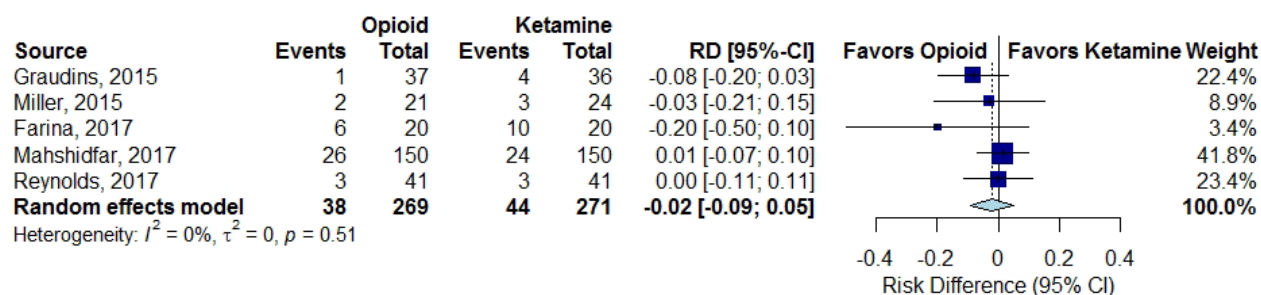 Opioid Ketamine
Source Events Total Events Total RD [95%-CI] Favors Opioid Favors Ketamine Weight
Graudins, 2015 1 37 4 36 -0.08 [-0.20; 0.03] 22.4%
Miller, 2015 2 21 3 24 -0.03 [-0.21; 0.15] 8.9%
Farina, 2017 6 20 10 20 -0.20 [-0.50; 0.10] 3.4%
Mahshidfar, 2017 26 150 24 150 0.01 [-0.07; 0.10] 41.8%
Reynolds, 2017 3 41 3 41 0.00 [-0.11; 0.11] 23.4%
Random effects model 38 269 44 271 -0.02 [-0.09; 0.05] 100.0%
Heterogeneity: I² = 0%, τ² = 0, p = 0.51
-0.4 -0.2 0 0.2 0.4
Risk Difference (95% CI)